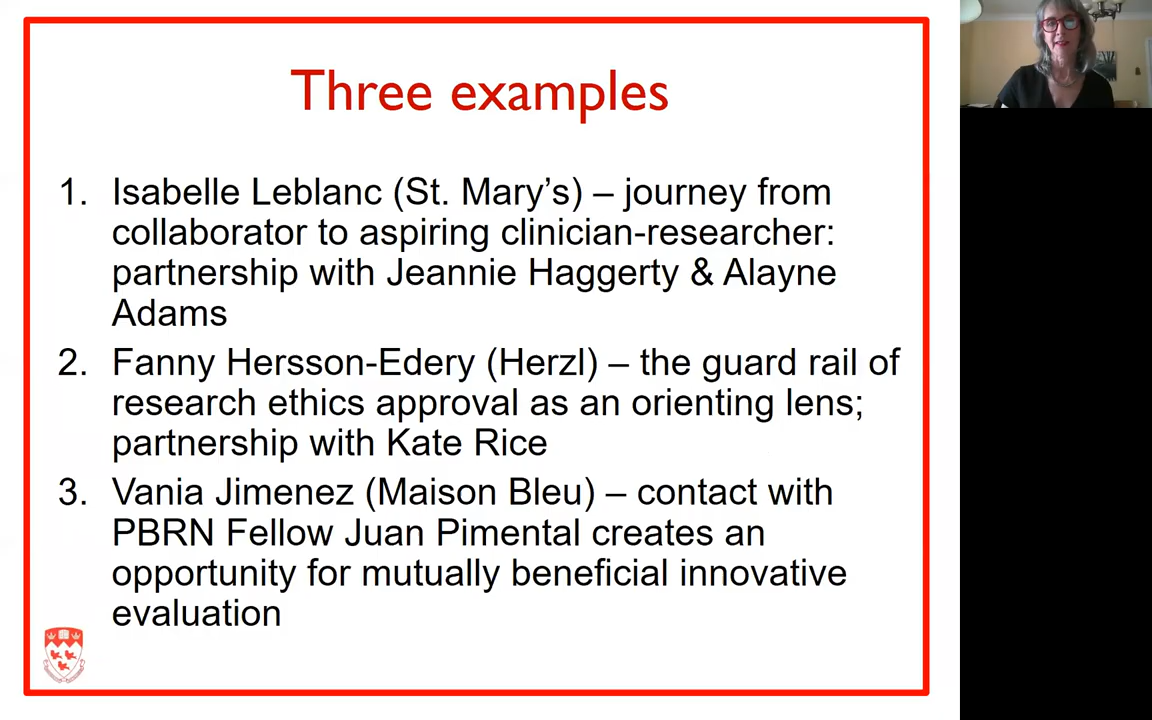 Three examples
1. Isabelle Leblanc (St. Mary’s) – journey from
collaborator to aspiring clinician-researcher:
partnership with Jeannie Haggerty & Alayne
Adams
2. Fanny Hersson-Edery (Herzl) – the guard rail of
research ethics approval as an orienting lens;
partnership with Kate Rice
3. Vania Jimenez (Maison Bleu) – contact with
PBRN Fellow Juan Pimental creates an
opportunity for mutually beneficial innovative
evaluation